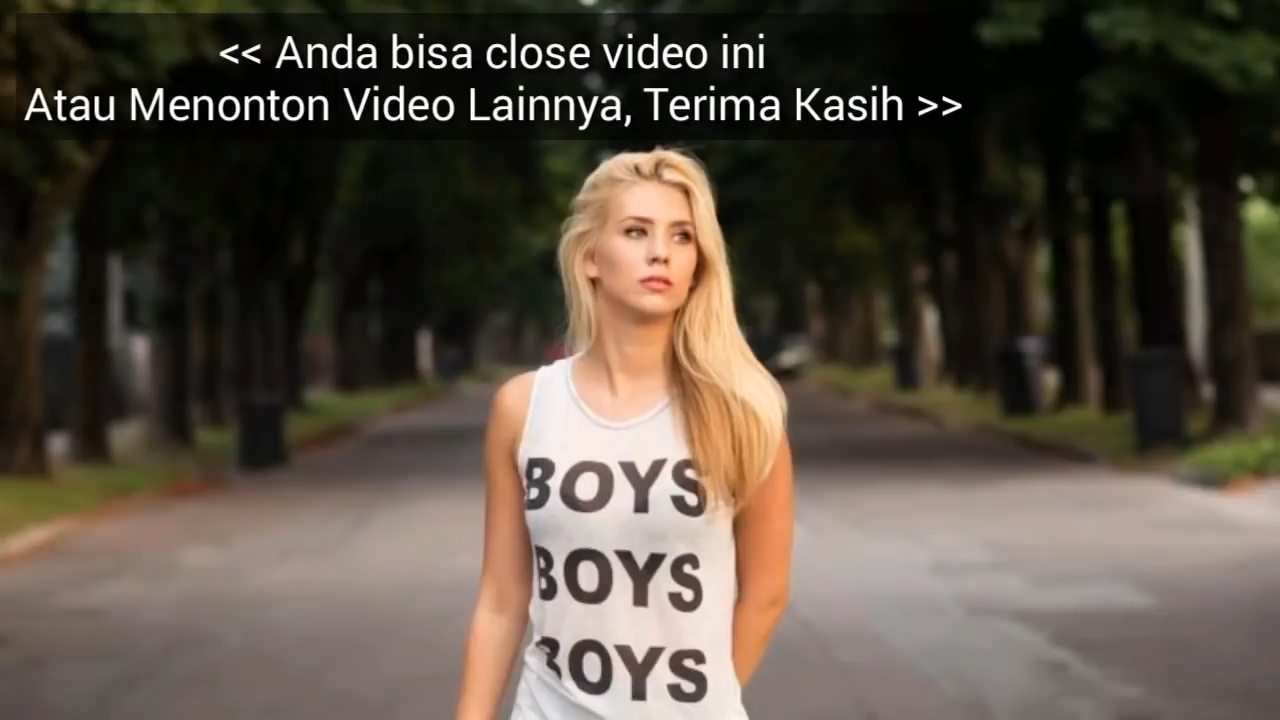 << Anda bisa close video ini
Atau Menonton Video Lainnya, Terima Kasih >>
BOYS
BOYS
BOYS